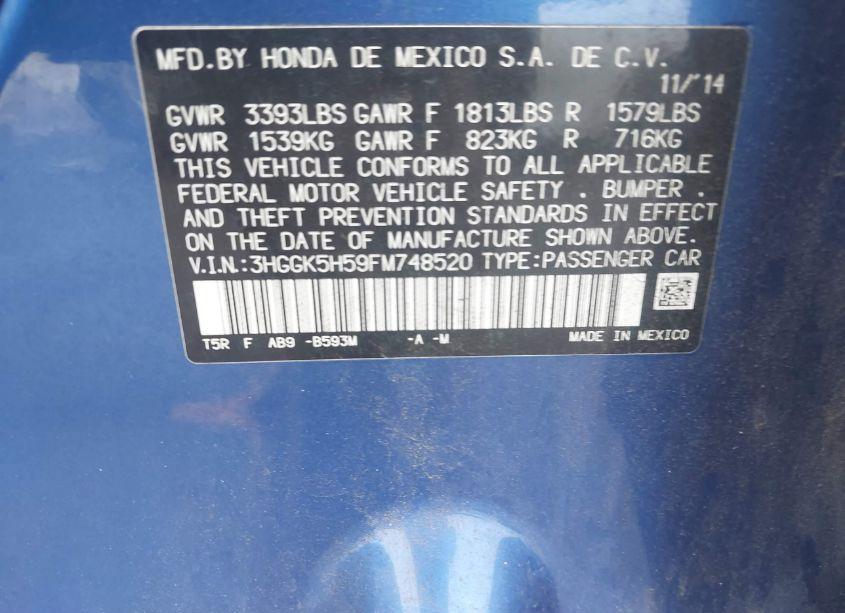 MFD.BY HONDA DE MEXICO S.A. DE C.V.
11/'14
GVWR 3393LBS GAWR F 1813LBS R 1579LBS
GVWR 1539KG GAWR F 823KG R 716KG
THIS VEHICLE CONFORMS TO ALL APPLICABLE
FEDERAL MOTOR VEHICLE SAFETY . BUMPER .
AND THEFT PREVENTION STANDARDS IN EFFECT
ON THE DATE OF MANUFACTURE SHOWN ABOVE.
V.I.N.:3HGGK5H59FM748520 TYPE:PASSENGER CAR
T5R F AB9 -B593M -A -M MADE IN MEXICO